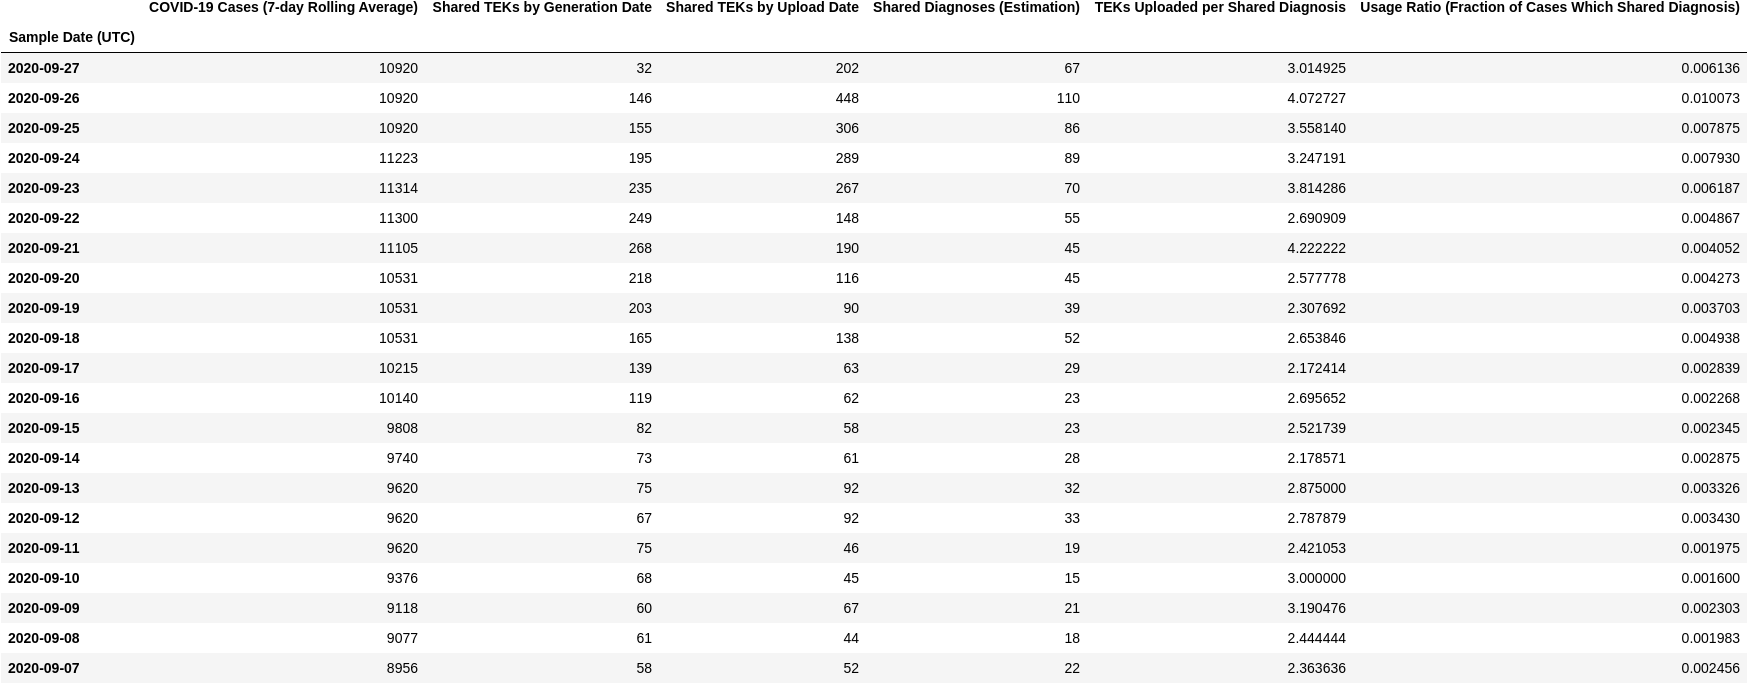 COVID-19 Cases (7-day Rolling Average) Shared TEKs by Generation Date Shared TEKs by Upload Date Shared Diagnoses (Estimation) TEKs Uploaded per Shared Diagnosis Usage Ratio (Fraction of Cases Which Shared Diagnosis)
Sample Date (UTC)
2020-09-27 10920 32 202 67 3.014925 0.006136
2020-09-26 10920 146 448 110 4.072727 0.010073
2020-09-25 10920 155 306 86 3.558140 0.007875
2020-09-24 11223 195 289 89 3.247191 0.007930
2020-09-23 11314 235 267 70 3.814286 0.006187
2020-09-22 11300 249 148 55 2.690909 0.004867
2020-09-21 11105 268 190 45 4.222222 0.004052
2020-09-20 10531 218 116 45 2.577778 0.004273
2020-09-19 10531 203 90 39 2.307692 0.003703
2020-09-18 10531 165 138 52 2.653846 0.004938
2020-09-17 10215 139 63 29 2.172414 0.002839
2020-09-16 10140 119 62 23 2.695652 0.002268
2020-09-15 9808 82 58 23 2.521739 0.002345
2020-09-14 9740 73 61 28 2.178571 0.002875
2020-09-13 9620 75 92 32 2.875000 0.003326
2020-09-12 9620 67 92 33 2.787879 0.003430
2020-09-11 9620 75 46 19 2.421053 0.001975
2020-09-10 9376 68 45 15 3.000000 0.001600
2020-09-09 9118 60 67 21 3.190476 0.002303
2020-09-08 9077 61 44 18 2.444444 0.001983
2020-09-07 8956 58 52 22 2.363636 0.002456